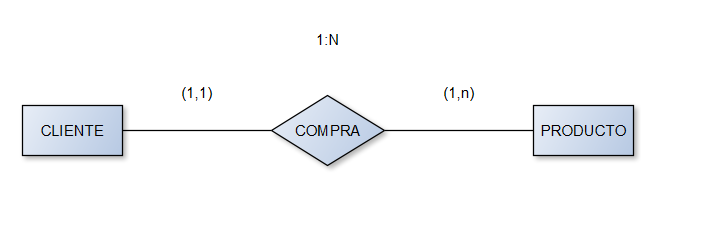 1:N
(1,1)
(1,n)
CLIENTE
COMPRA
PRODUCTO